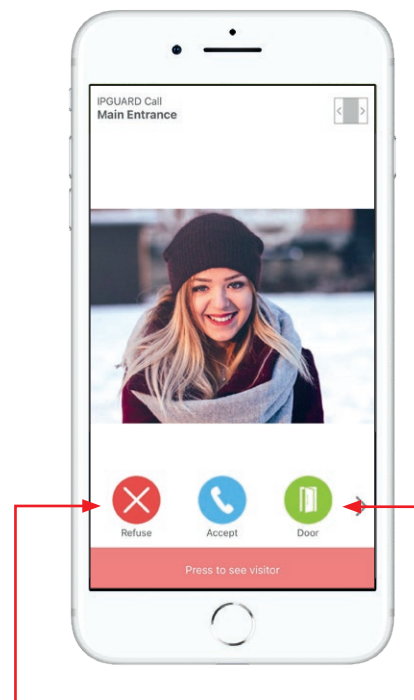 IPGUARD Call
Main Entrance
Refuse
Accept
Door
Press to see visitor